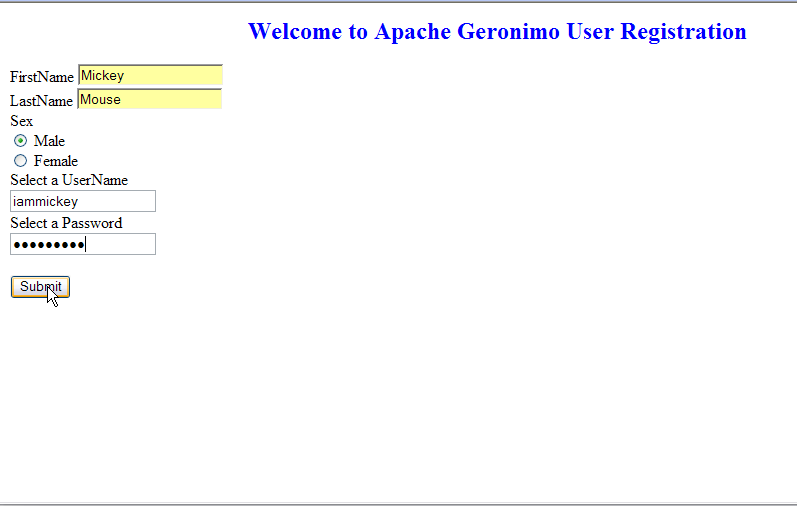 Welcome to Apache Geronimo User Registration
FirstName Mickey
LastName Mouse
Sex
Male
Female
Select a UserName
iammickey
Select a Password
●●●●●●●●●
Submit